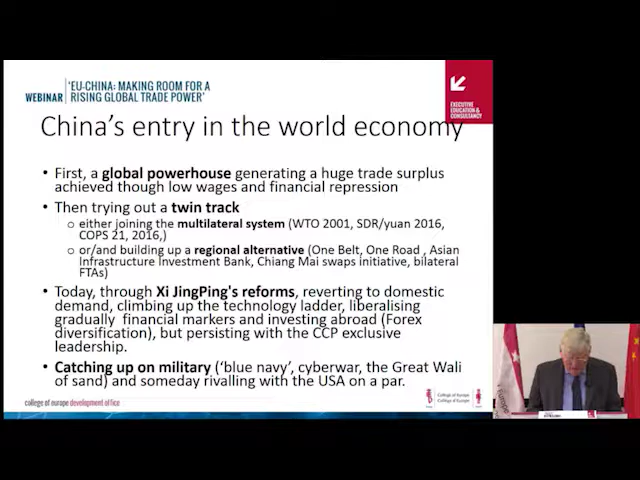 WEBINAR
'EU-CHINA: MAKING ROOM FOR A
RISING GLOBAL TRADE POWER'
EXECUTIVE
EDUCATION &
CONSULTANCY
China's entry in the world economy
• First, a global powerhouse generating a huge trade surplus
achieved though low wages and financial repression
• Then trying out a twin track
o either joining the multilateral system (WTO 2001, SDR/yuan 2016,
COPS 21, 2016,)
o or/and building up a regional alternative (One Belt, One Road , Asian
Infrastructure Investment Bank, Chiang Mai swaps initiative, bilateral
FTAs)
• Today, through Xi JingPing's reforms, reverting to domestic
demand, climbing up the technology ladder, liberalising
gradually financial markets and investing abroad (Forex
diversification), but persisting with the CCP exclusive
leadership.
• Catching up on military ('blue navy', cyberwar, the Great Wall
of sand) and someday rivalling with the USA on a par.
college of europe development office
College of Europe
Collège d'Europe